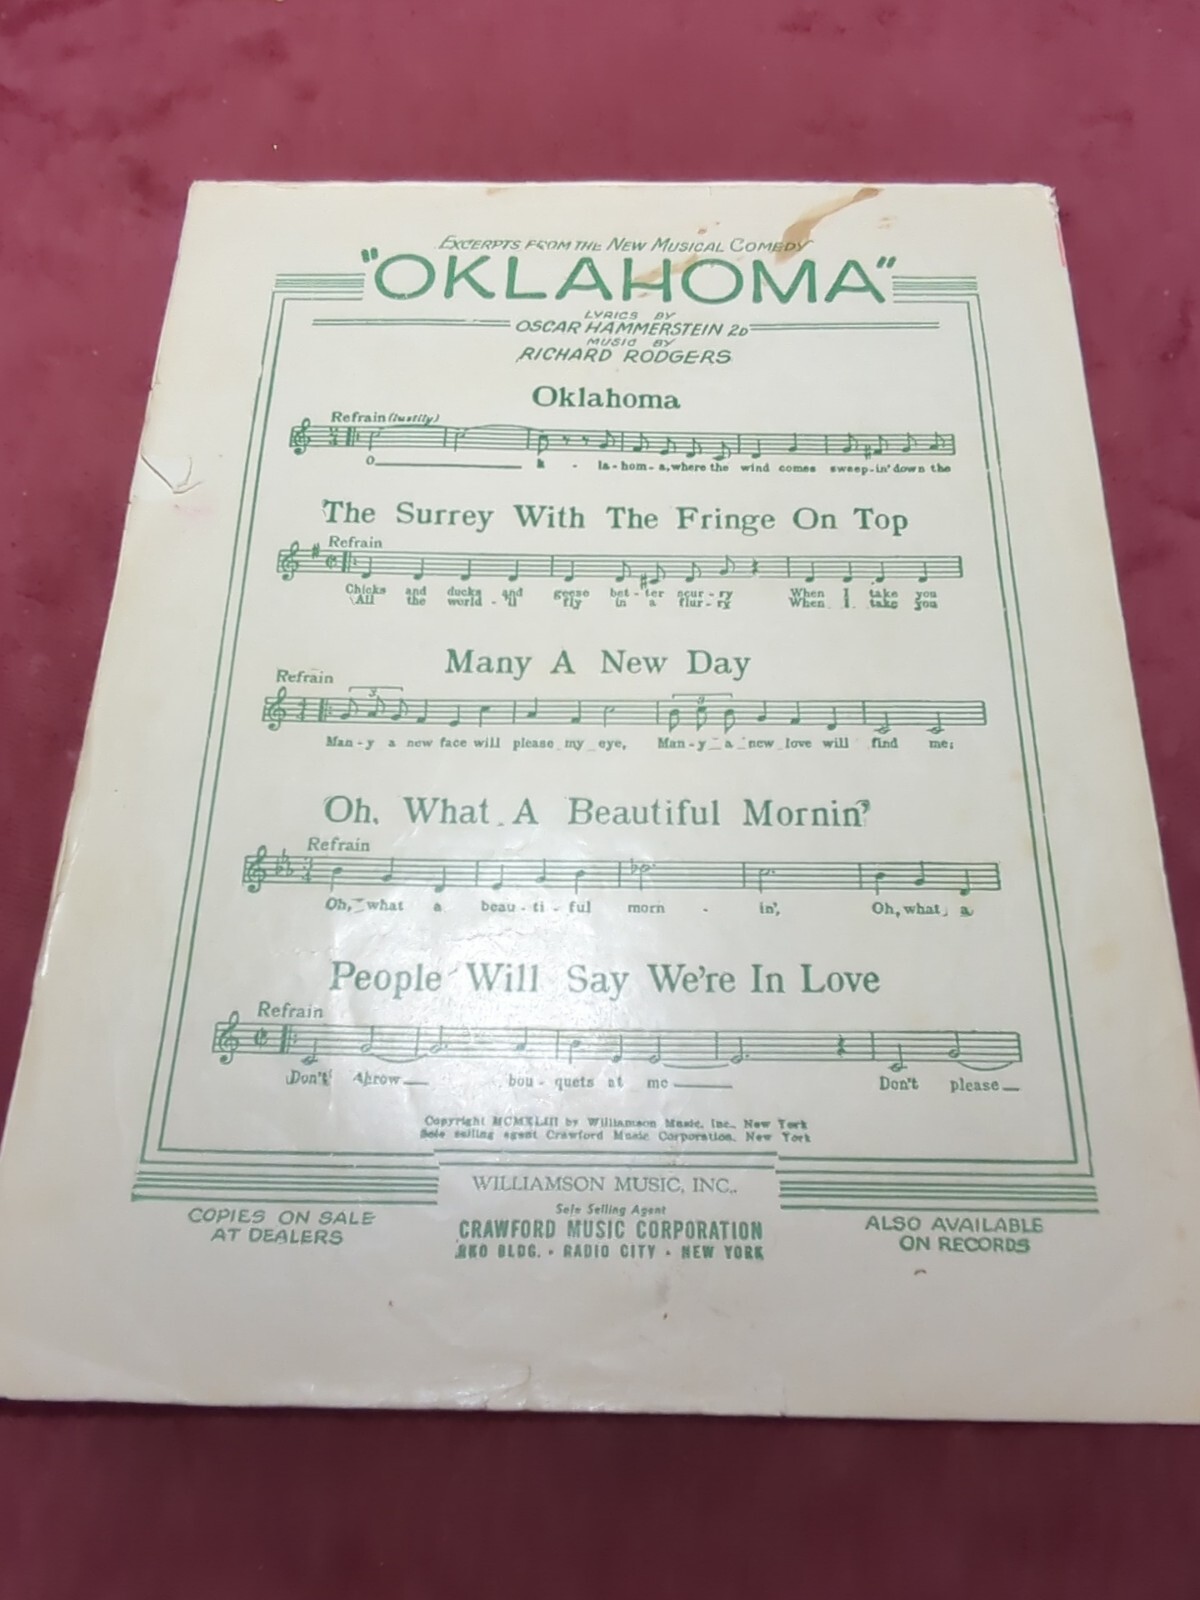 EXCERPTS FROM THE NEW MUSICAL COMEDY
"OKLAHOMA"
LYRICS BY
OSCAR HAMMERSTEIN 2D
MUSIC BY
RICHARD RODGERS
Oklahoma
Refrain (lustily)
O k - la-hom-a, where the wind comes sweep-in' down the
The Surrey With The Fringe On Top
Refrain
Chicks and ducks and geese bet-ter scur-ry When I take you
All the world - 'll fly in a flur-ry When I take you
Many A New Day
Refrain
3 3
Man-y a new face will please my eye, Man-y a new love will find me;
Oh, What A Beautiful Mornin'
Refrain
Oh, what a beau-ti-ful morn - in', Oh, what a
People Will Say We're In Love
Refrain
Don't throw bou-quets at me Don't please
Copyright MCMXLIII by Williamson Music, Inc., New York
Sole selling agent Crawford Music Corporation, New York
WILLIAMSON MUSIC, INC.
Sole Selling Agent
CRAWFORD MUSIC CORPORATION
RKO BLDG. • RADIO CITY • NEW YORK
COPIES ON SALE
AT DEALERS
ALSO AVAILABLE
ON RECORDS